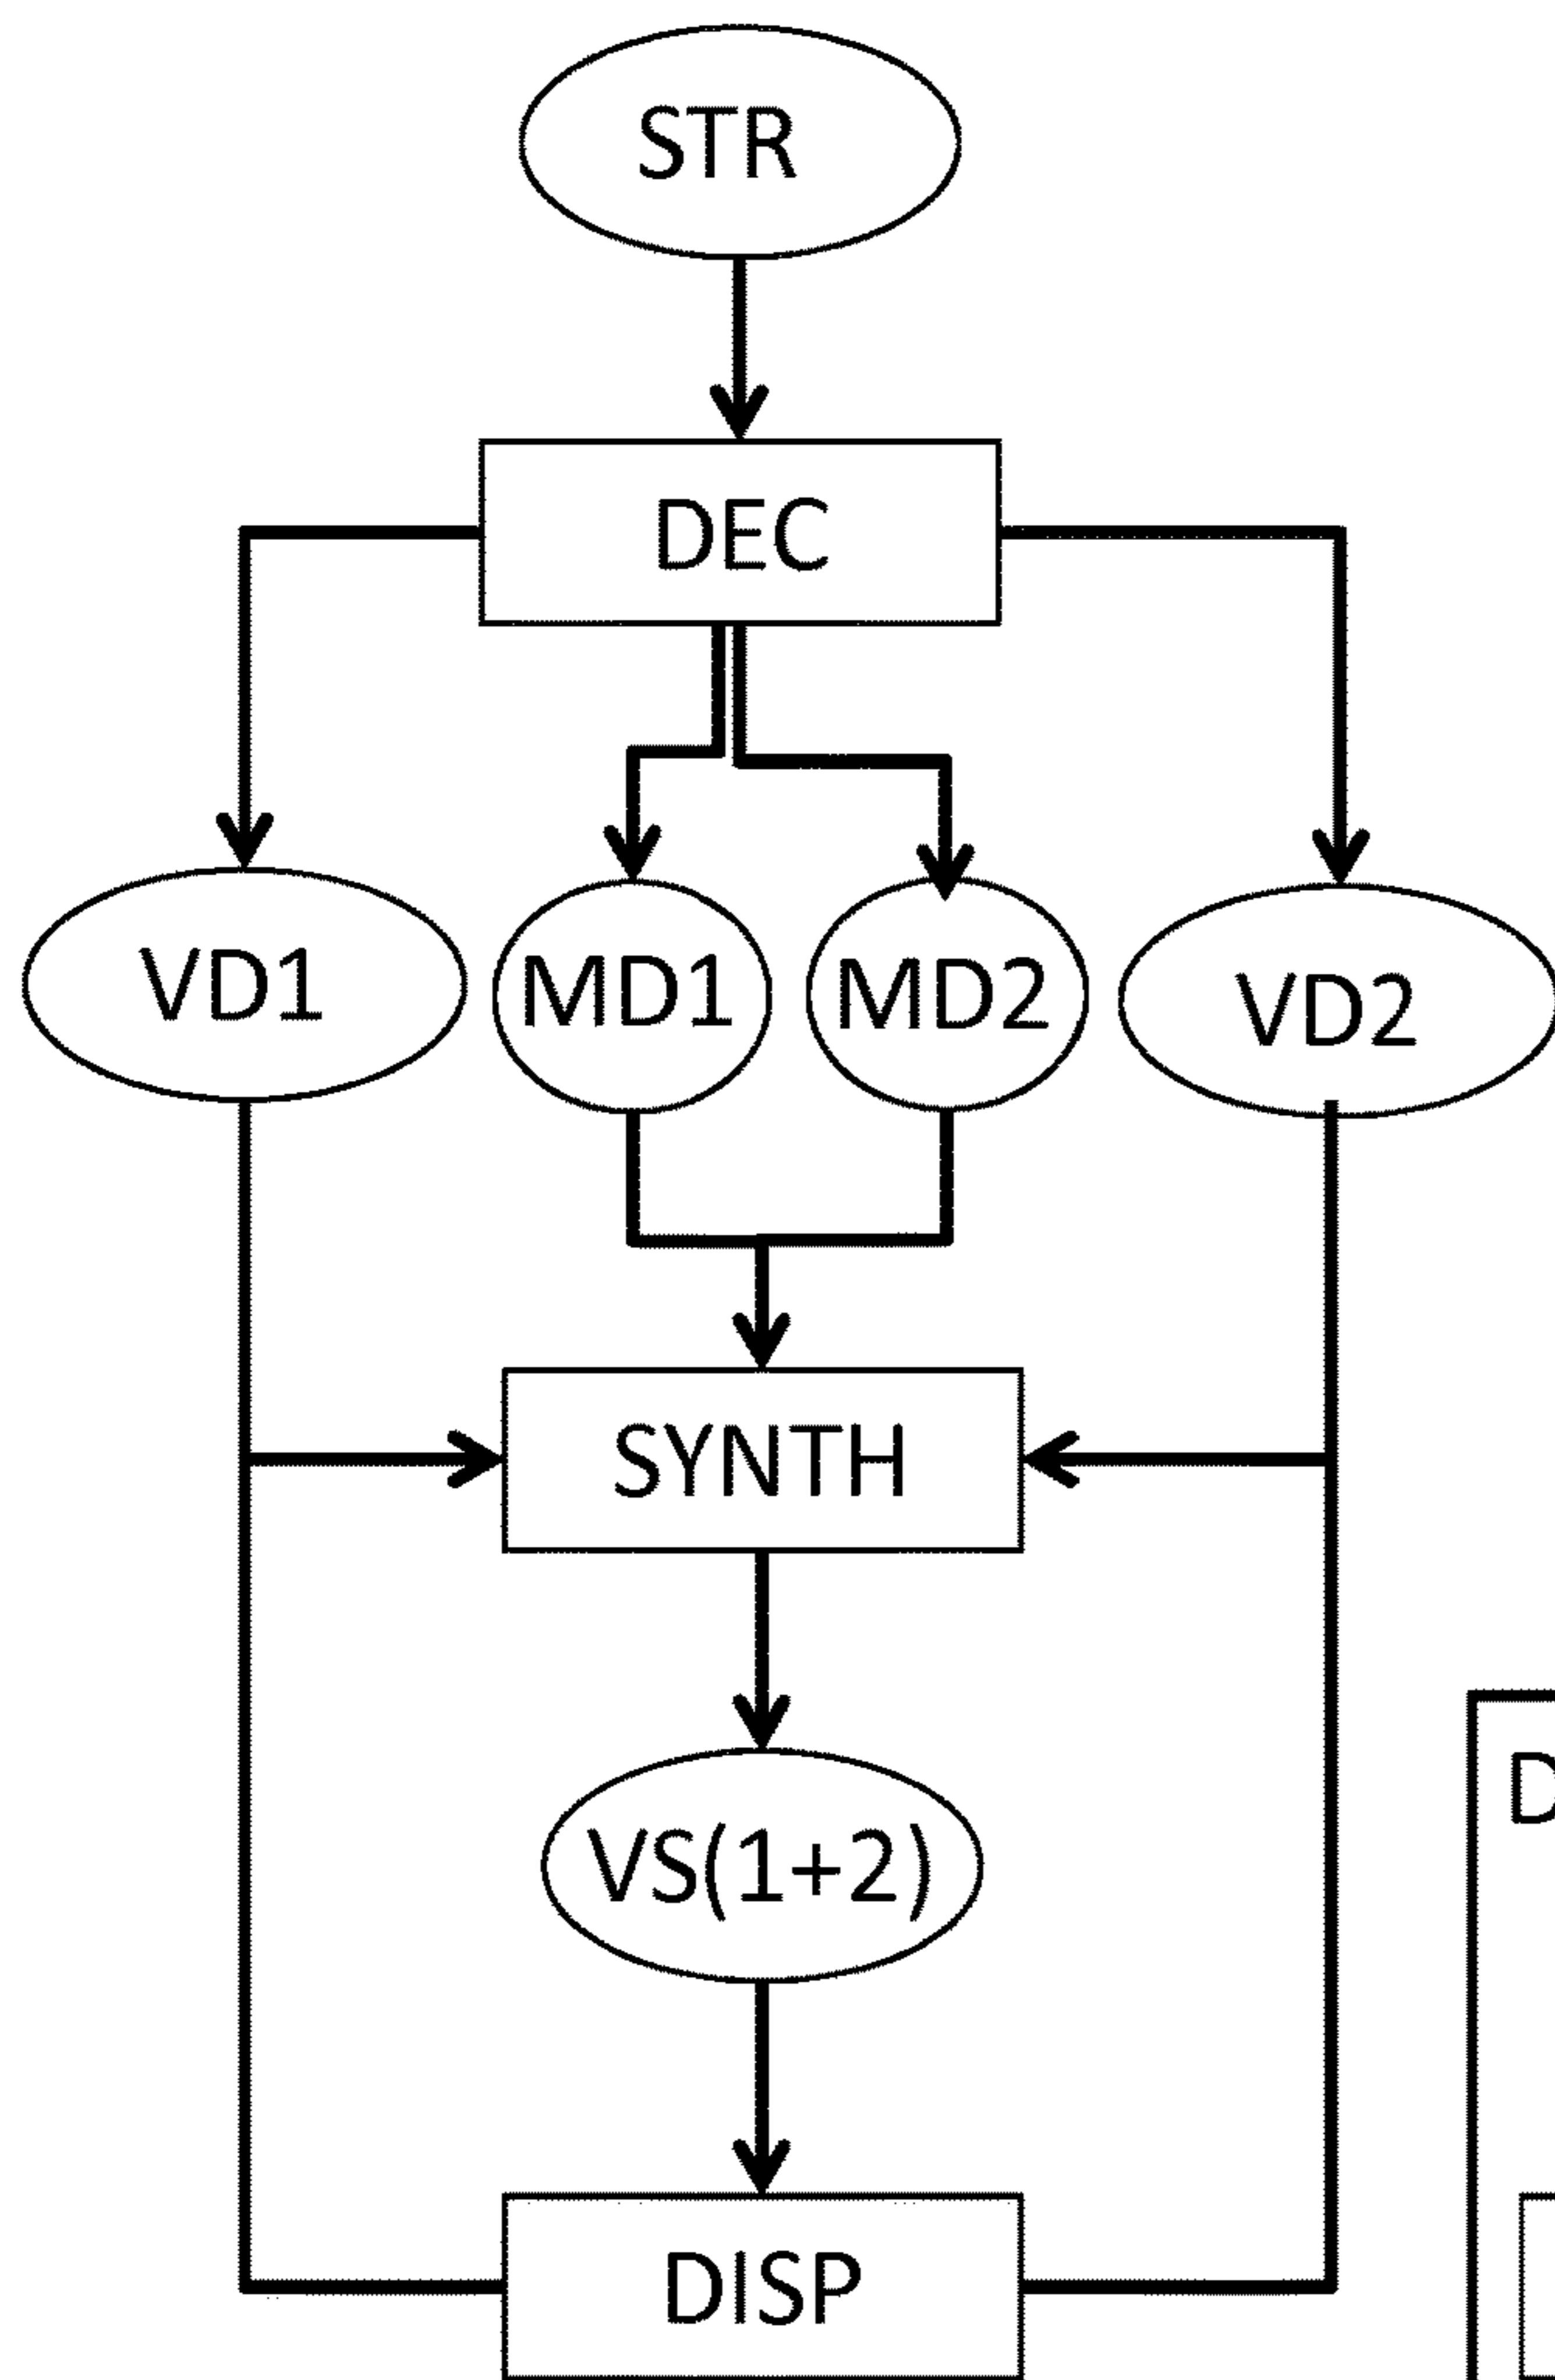 STR
DEC
VD1
MD1
MD2
VD2
SYNTH
VS(1+2)
DISP